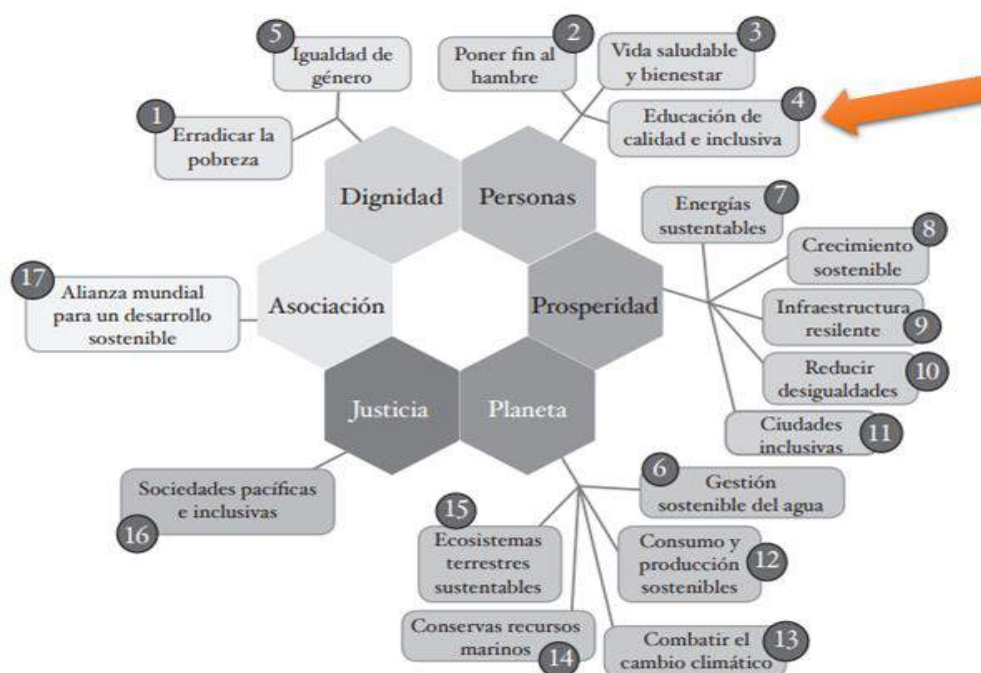 5
Igualdad de
género
1
Erradicar la
pobreza
2
Poner fin al
hambre
3
Vida saludable
y bienestar
4
Educación de
calidad e inclusiva
Dignidad
Personas
Asociación
Prosperidad
Justicia
Planeta
17
Alianza mundial
para un desarrollo
sostenible
7
Energías
sustentables
8
Crecimiento
sostenible
Infraestructura
resilente
9
Reducir
desigualdades
10
Ciudades
inclusivas
11
Sociedades pacíficas
e inclusivas
16
6
Gestión
sostenible del agua
15
Ecosistemas
terrestres
sustentables
Consumo y
producción
sostenibles
12
Conservas recursos
marinos
14
Combatir el
cambio climático
13